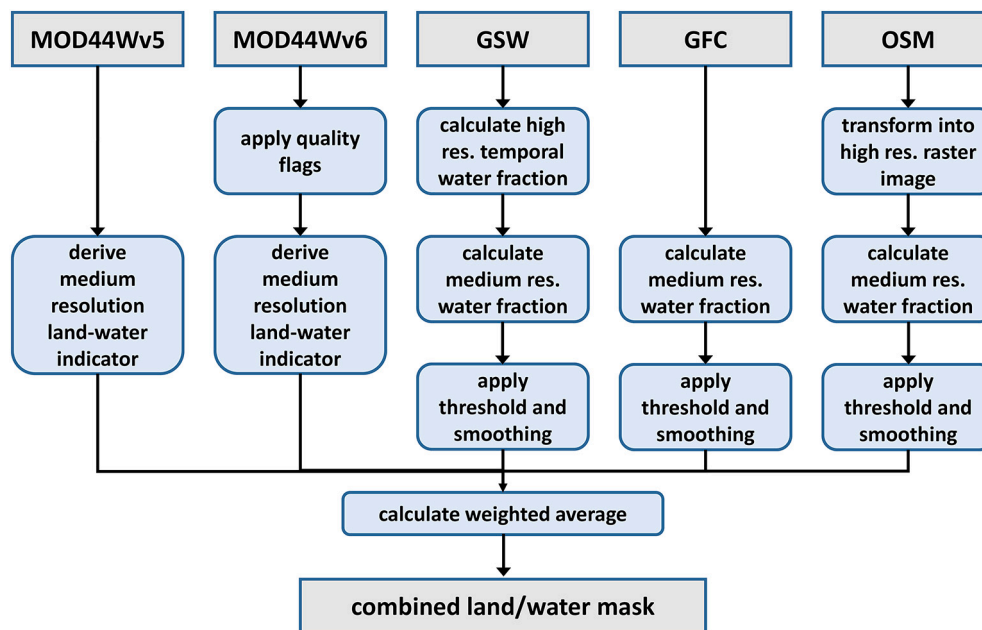 MOD44Wv5
MOD44Wv6
GSW
GFC
OSM
apply quality
flags
calculate high
res. temporal
water fraction
transform into
high res. raster
image
derive
medium
resolution
land-water
indicator
derive
medium
resolution
land-water
indicator
calculate
medium res.
water fraction
calculate
medium res.
water fraction
calculate
medium res.
water fraction
apply
threshold and
smoothing
apply
threshold and
smoothing
apply
threshold and
smoothing
calculate weighted average
combined land/water mask